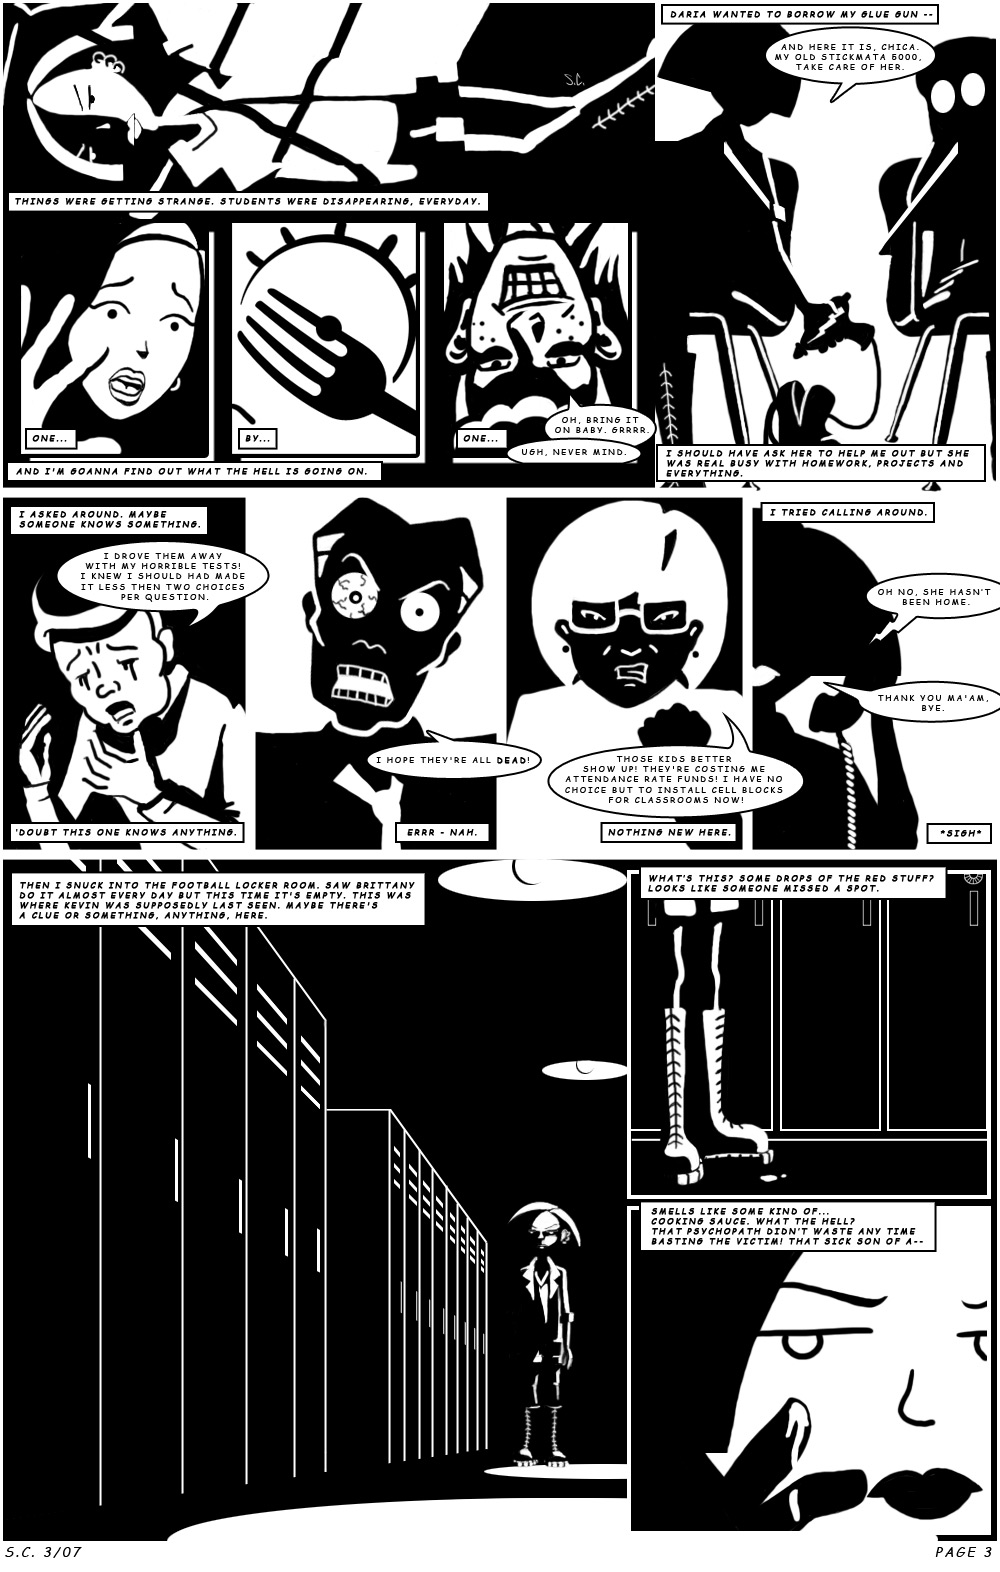 S.C.
THINGS WERE GETTING STRANGE. STUDENTS WERE DISAPPEARING, EVERYDAY.
ONE...
BY...
ONE...
OH, BRING IT
ON BABY. GRRRR.
UGH, NEVER MIND.
AND I'M GOANNA FIND OUT WHAT THE HELL IS GOING ON.
DARIA WANTED TO BORROW MY GLUE GUN --
AND HERE IT IS, CHICA.
MY OLD STICKMATA 5000,
TAKE CARE OF HER.
I SHOULD HAVE ASK HER TO HELP ME OUT BUT SHE
WAS REAL BUSY WITH HOMEWORK, PROJECTS AND
EVERYTHING.
I ASKED AROUND. MAYBE
SOMEONE KNOWS SOMETHING.
I DROVE THEM AWAY
WITH MY HORRIBLE TESTS!
I KNEW I SHOULD HAD MADE
IT LESS THEN TWO CHOICES
PER QUESTION.
'DOUBT THIS ONE KNOWS ANYTHING.
I HOPE THEY'RE ALL DEAD!
ERRR - NAH.
THOSE KIDS BETTER
SHOW UP! THEY'RE COSTING ME
ATTENDANCE RATE FUNDS! I HAVE NO
CHOICE BUT TO INSTALL CELL BLOCKS
FOR CLASSROOMS NOW!
NOTHING NEW HERE.
I TRIED CALLING AROUND.
OH NO, SHE HASN'T
BEEN HOME.
THANK YOU MA'AM,
BYE.
*SIGH*
THEN I SNUCK INTO THE FOOTBALL LOCKER ROOM. SAW BRITTANY
DO IT ALMOST EVERY DAY BUT THIS TIME IT'S EMPTY. THIS WAS
WHERE KEVIN WAS SUPPOSEDLY LAST SEEN. MAYBE THERE'S
A CLUE OR SOMETHING, ANYTHING, HERE.
WHAT'S THIS? SOME DROPS OF THE RED STUFF?
LOOKS LIKE SOMEONE MISSED A SPOT.
SMELLS LIKE SOME KIND OF...
COOKING SAUCE. WHAT THE HELL?
THAT PSYCHOPATH DIDN'T WASTE ANY TIME
BASTING THE VICTIM! THAT SICK SON OF A--
S.C. 3/07
PAGE 3